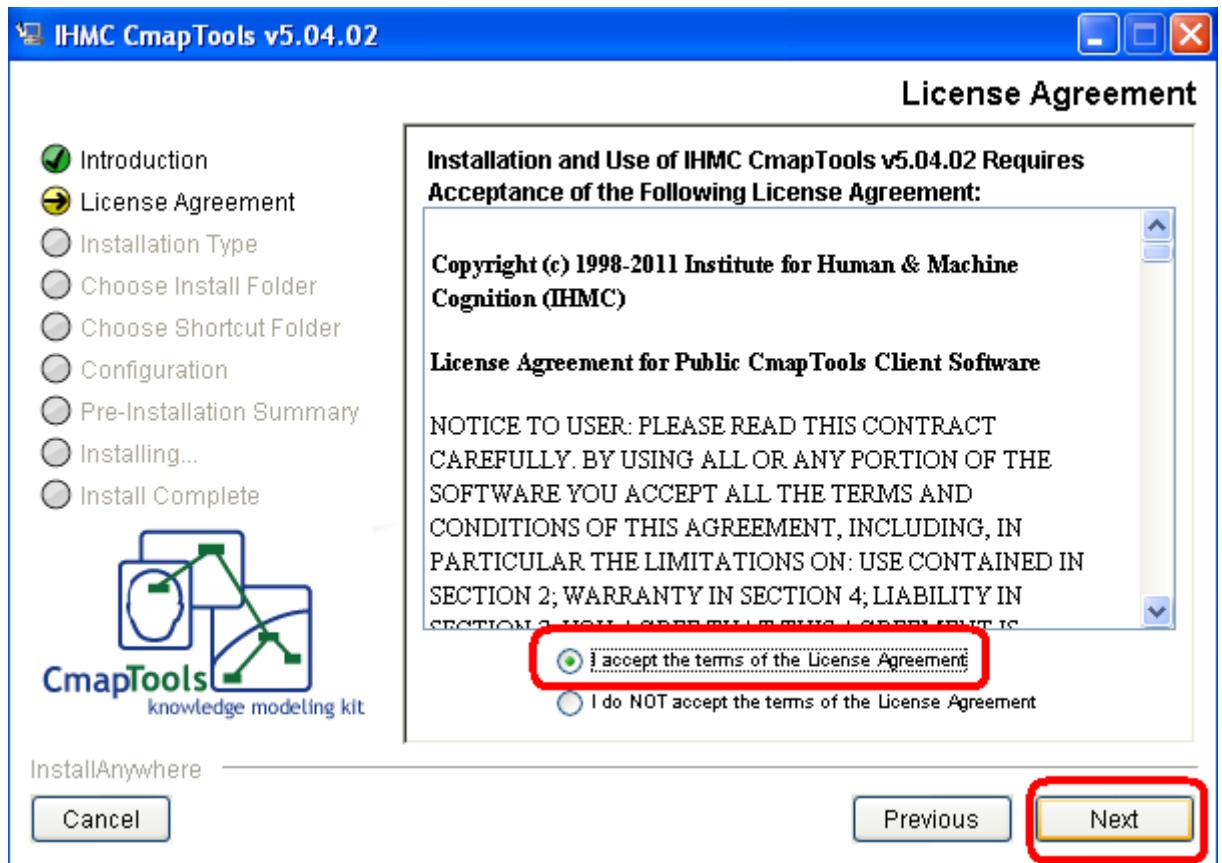 IHMC CmapTools v5.04.02
License Agreement
Introduction
License Agreement
Installation Type
Choose Install Folder
Choose Shortcut Folder
Configuration
Pre-Installation Summary
Installing...
Install Complete
CmapTools
knowledge modeling kit
Installation and Use of IHMC CmapTools v5.04.02 Requires
Acceptance of the Following License Agreement:
Copyright (c) 1998-2011 Institute for Human & Machine
Cognition (IHMC)
License Agreement for Public CmapTools Client Software
NOTICE TO USER: PLEASE READ THIS CONTRACT
CAREFULLY. BY USING ALL OR ANY PORTION OF THE
SOFTWARE YOU ACCEPT ALL THE TERMS AND
CONDITIONS OF THIS AGREEMENT, INCLUDING, IN
PARTICULAR THE LIMITATIONS ON: USE CONTAINED IN
SECTION 2; WARRANTY IN SECTION 4; LIABILITY IN
I accept the terms of the License Agreement
I do NOT accept the terms of the License Agreement
InstallAnywhere
Cancel
Previous
Next